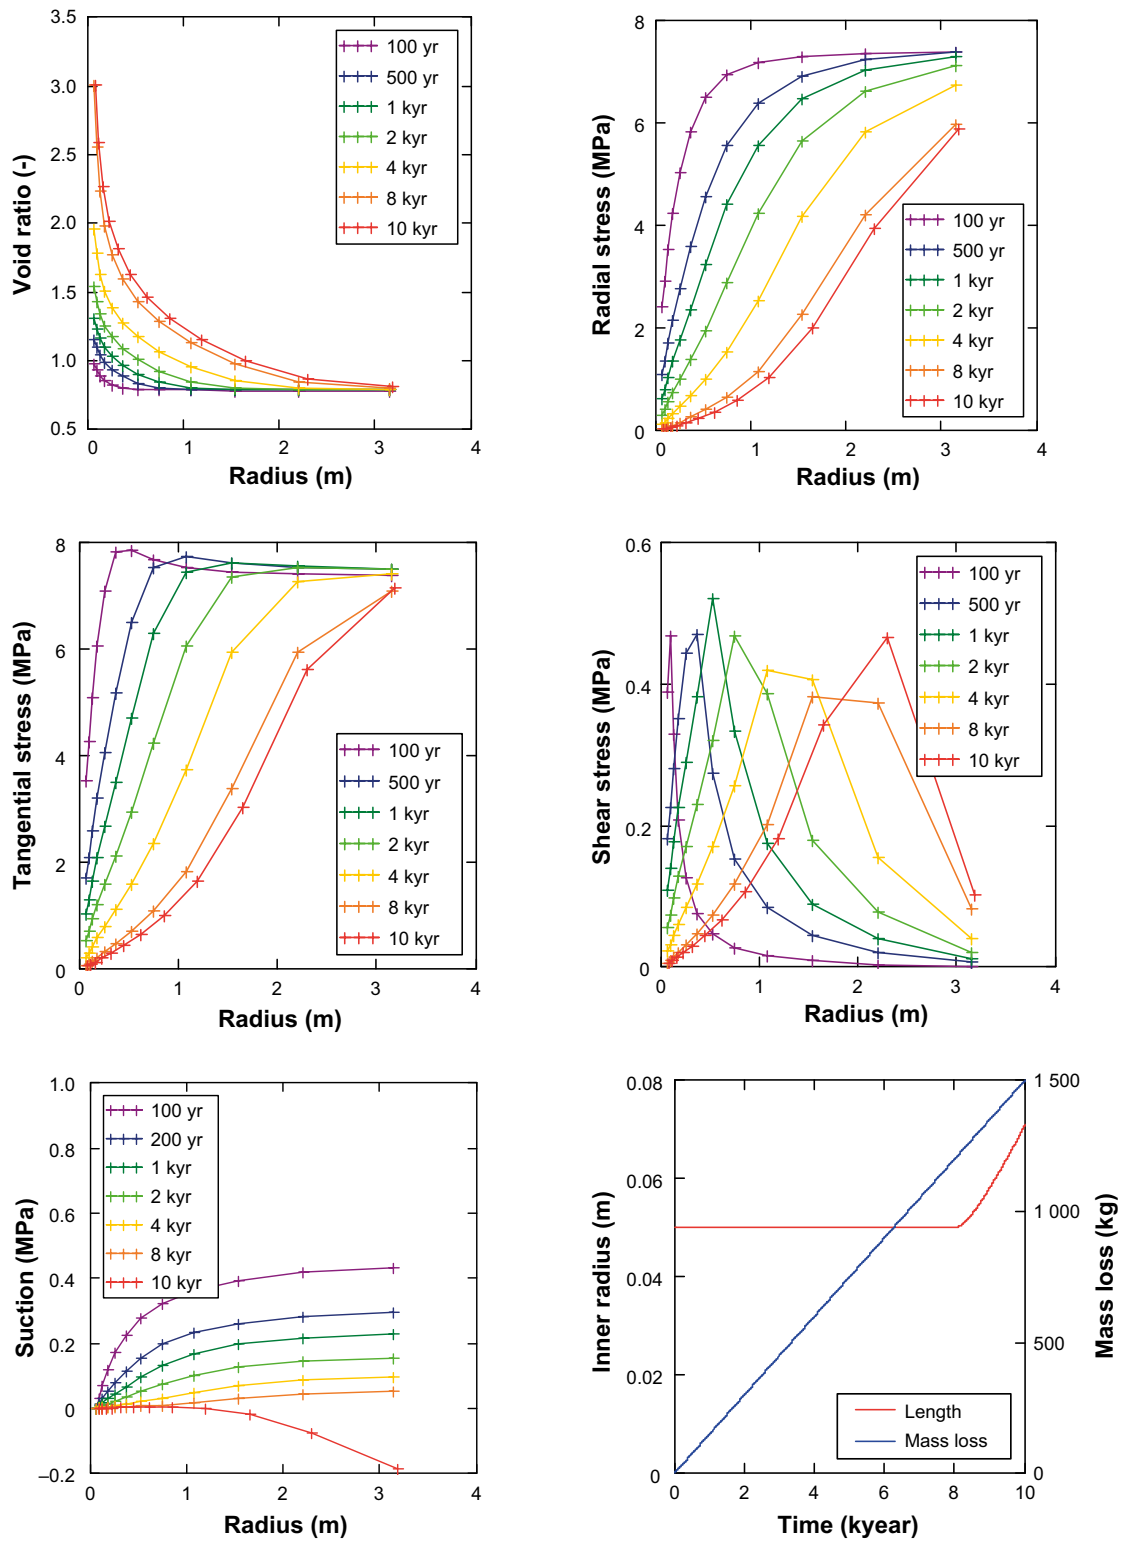 3.5
3.0
2.5
2.0
1.5
1.0
0.5
0
1
2
3
4
Void ratio (-)
Radius (m)
100 yr
500 yr
1 kyr
2 kyr
4 kyr
8 kyr
10 kyr
8
6
4
2
0
0
1
2
3
4
Radial stress (MPa)
Radius (m)
100 yr
500 yr
1 kyr
2 kyr
4 kyr
8 kyr
10 kyr
8
6
4
2
0
0
1
2
3
4
Tangential stress (MPa)
Radius (m)
100 yr
500 yr
1 kyr
2 kyr
4 kyr
8 kyr
10 kyr
0.6
0.4
0.2
0
0
1
2
3
4
Shear stress (MPa)
Radius (m)
100 yr
500 yr
1 kyr
2 kyr
4 kyr
8 kyr
10 kyr
1.0
0.8
0.6
0.4
0.2
0
–0.2
0
1
2
3
4
Suction (MPa)
Radius (m)
100 yr
200 yr
1 kyr
2 kyr
4 kyr
8 kyr
10 kyr
0.08
0.06
0.04
0.02
0
0
2
4
6
8
10
1 500
1 000
500
0
Inner radius (m)
Mass loss (kg)
Time (kyear)
Length
Mass loss